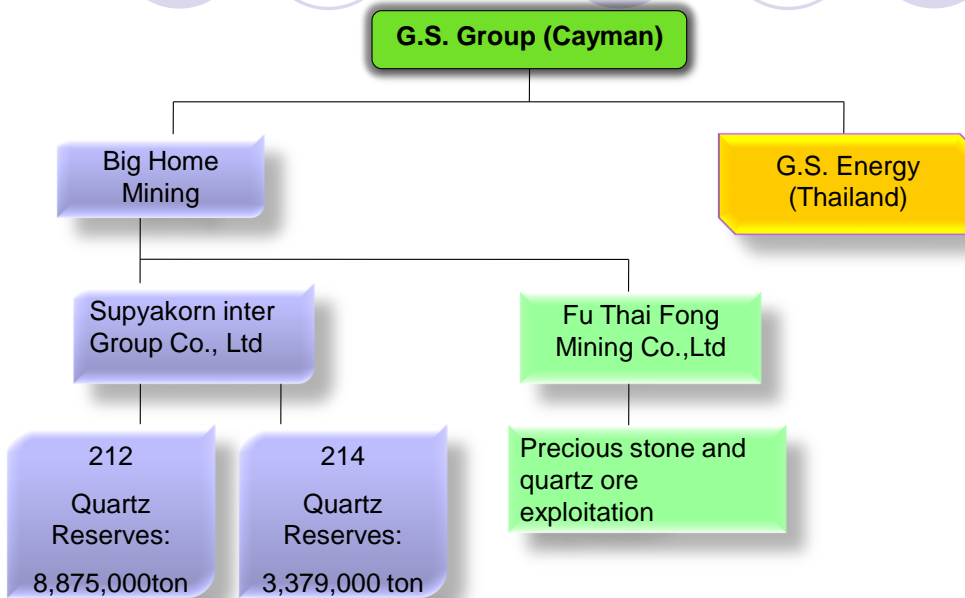 G.S. Group (Cayman)
Big Home
Mining
G.S. Energy
(Thailand)
Supyakorn inter
Group Co., Ltd
Fu Thai Fong
Mining Co.,Ltd
212
Quartz
Reserves:
8,875,000ton
214
Quartz
Reserves:
3,379,000 ton
Precious stone and
quartz ore
exploitation